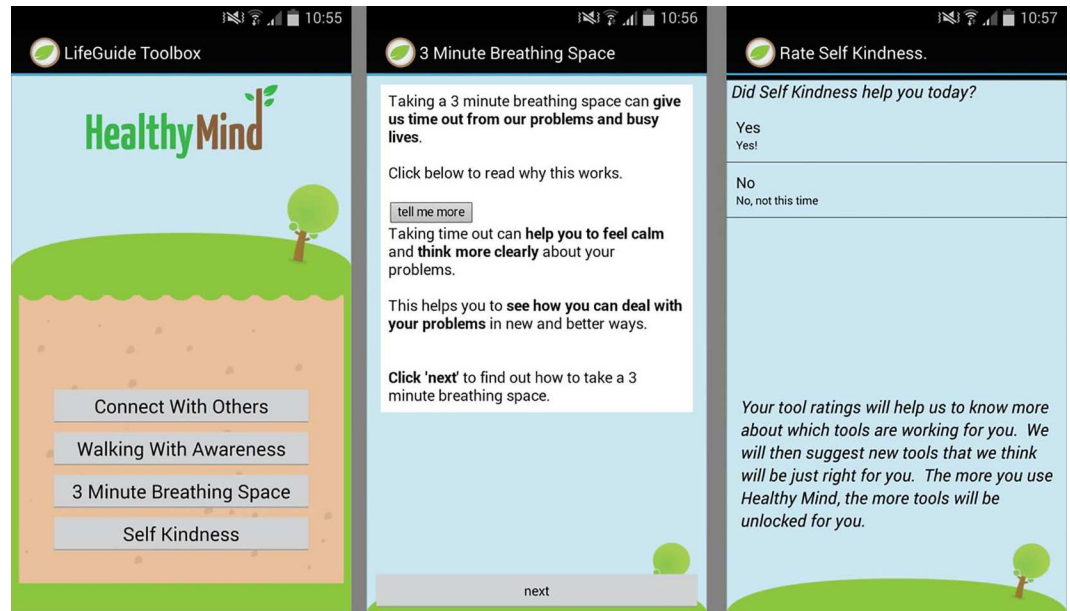 10:55
LifeGuide Toolbox
HealthyMind
Connect With Others
Walking With Awareness
3 Minute Breathing Space
Self Kindness
10:56
3 Minute Breathing Space
Taking a 3 minute breathing space can give
us time out from our problems and busy
lives.
Click below to read why this works.
tell me more
Taking time out can help you to feel calm
and think more clearly about your
problems.
This helps you to see how you can deal with
your problems in new and better ways.
Click 'next' to find out how to take a 3
minute breathing space.
next
10:57
Rate Self Kindness.
Did Self Kindness help you today?
Yes
Yes!
No
No, not this time
Your tool ratings will help us to know more
about which tools are working for you. We
will then suggest new tools that we think
will be just right for you. The more you use
Healthy Mind, the more tools will be
unlocked for you.